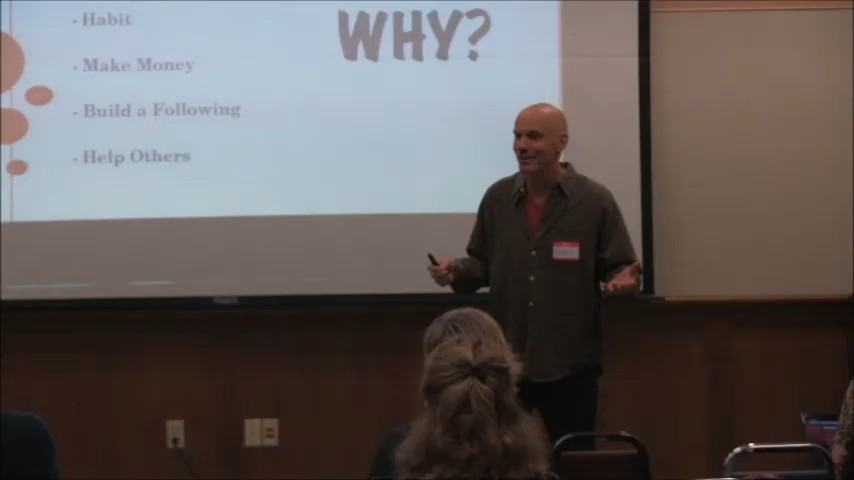 - Habit
WHY?
- Make Money
- Build a Following
- Help Others